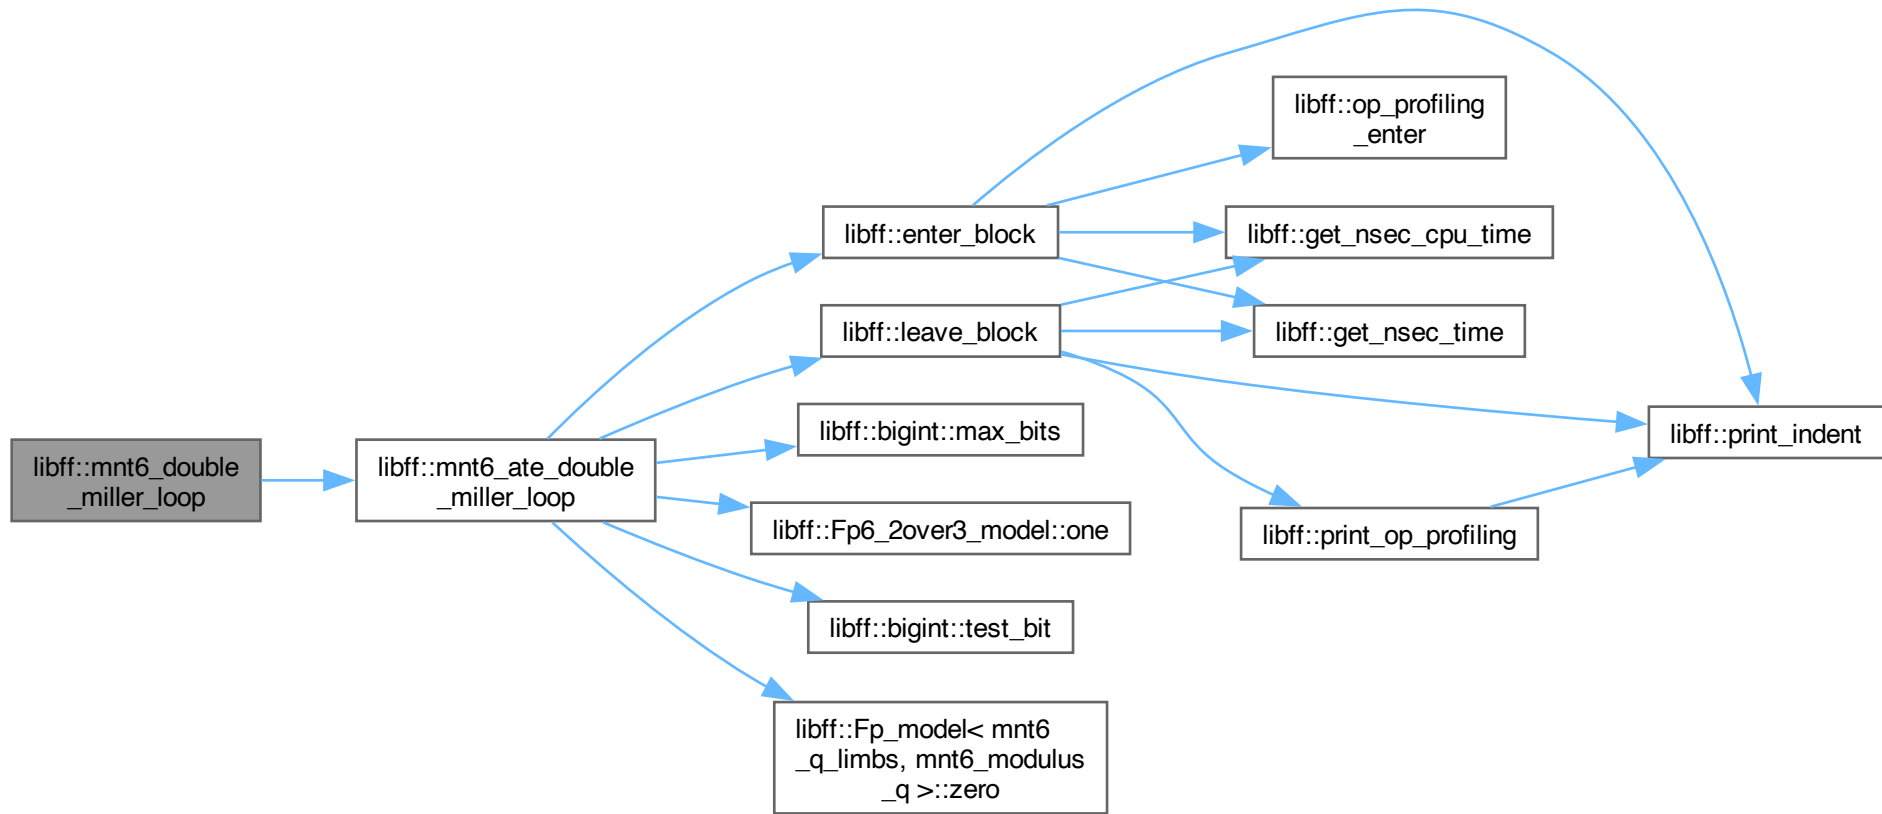 libff::mnt6_double
_miller_loop
libff::mnt6_ate_double
_miller_loop
libff::enter_block
libff::leave_block
libff::bigint::max_bits
libff::Fp6_2over3_model::one
libff::bigint::test_bit
libff::Fp_model< mnt6
_q_limbs, mnt6_modulus
_q >::zero
libff::op_profiling
_enter
libff::get_nsec_cpu_time
libff::get_nsec_time
libff::print_op_profiling
libff::print_indent